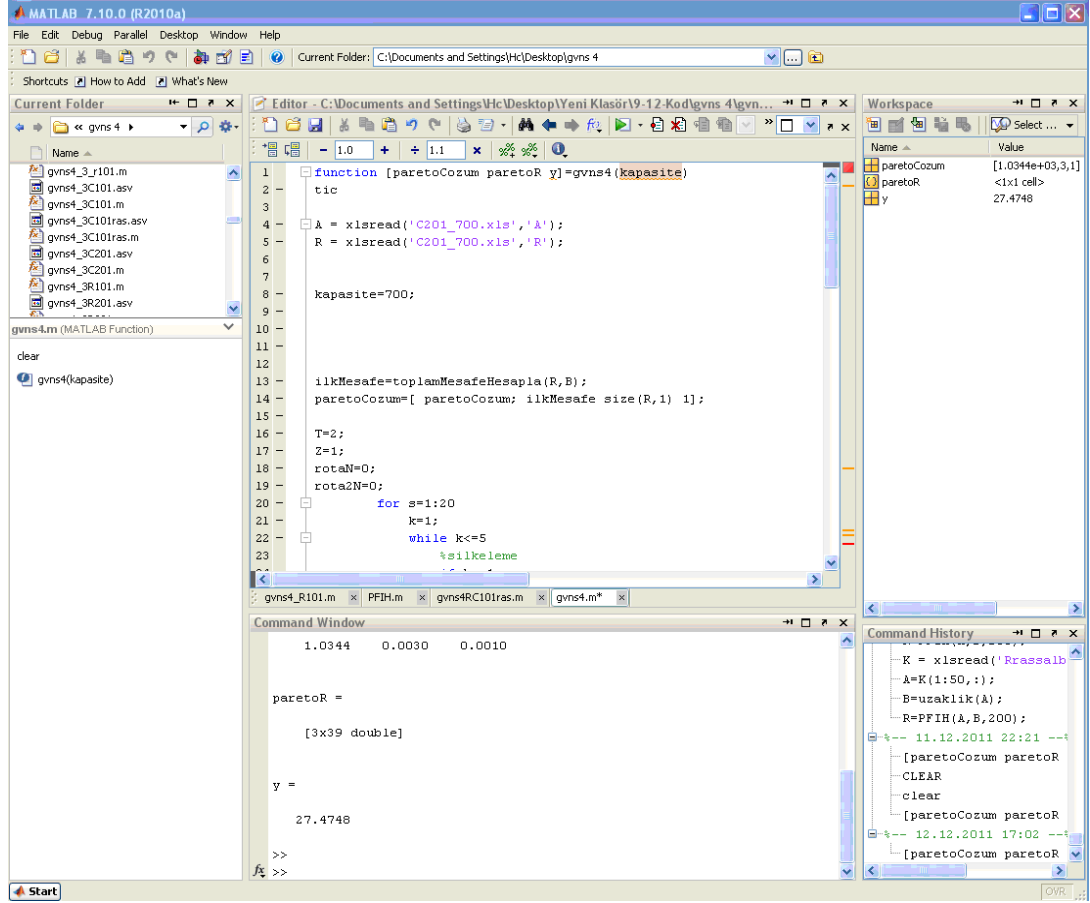 MATLAB 7.10.0 (R2010a)
File Edit Debug Parallel Desktop Window Help
Current Folder: C:\Documents and Settings\Hc\Desktop\gvns 4
Shortcuts How to Add What's New
Current Folder
« gvns 4
Name
gvns4_3_r101.m
gvns4_3C101.asv
gvns4_3C101.m
gvns4_3C101ras.asv
gvns4_3C101ras.m
gvns4_3C201.asv
gvns4_3C201.m
gvns4_3R101.m
gvns4_3R201.asv
gvns4.m (MATLAB Function)
clear
gvns4(kapasite)
Editor - C:\Documents and Settings\Hc\Desktop\Yeni Klasör\9-12-Kod\gvns 4\gvn...
- 1.0 + ÷ 1.1 ×
1 function [paretoCozum paretoR y]=gvns4(kapasite)
2 – tic
3
4 – A = xlsread('C201_700.xls','A');
5 – R = xlsread('C201_700.xls','R');
6
7
8 – kapasite=700;
9 –
10 –
11 –
12
13 – ilkMesafe=toplamMesafeHesapla(R,B);
14 – paretoCozum=[ paretoCozum; ilkMesafe size(R,1) 1];
15 –
16 – T=2;
17 – Z=1;
18 – rotaN=0;
19 – rota2N=0;
20 – for s=1:20
21 – k=1;
22 – while k<=5
23 %silkeleme
gvns4_R101.m PFIH.m gvns4RC101ras.m gvns4.m*
Command Window
1.0344 0.0030 0.0010
paretoR =
[3x39 double]
y =
27.4748
>>
fx >>
Workspace
Select ...
Name Value
paretoCozum [1.0344e+03,3,1]
paretoR <1x1 cell>
y 27.4748
Command History
K = xlsread('Rrassalb
A=K(1:50,:);
B=uzaklik(A);
R=PFIH(A,B,200);
%-- 11.12.2011 22:21 --%
[paretoCozum paretoR
CLEAR
clear
[paretoCozum paretoR
%-- 12.12.2011 17:02 --%
[paretoCozum paretoR
Start
OVR